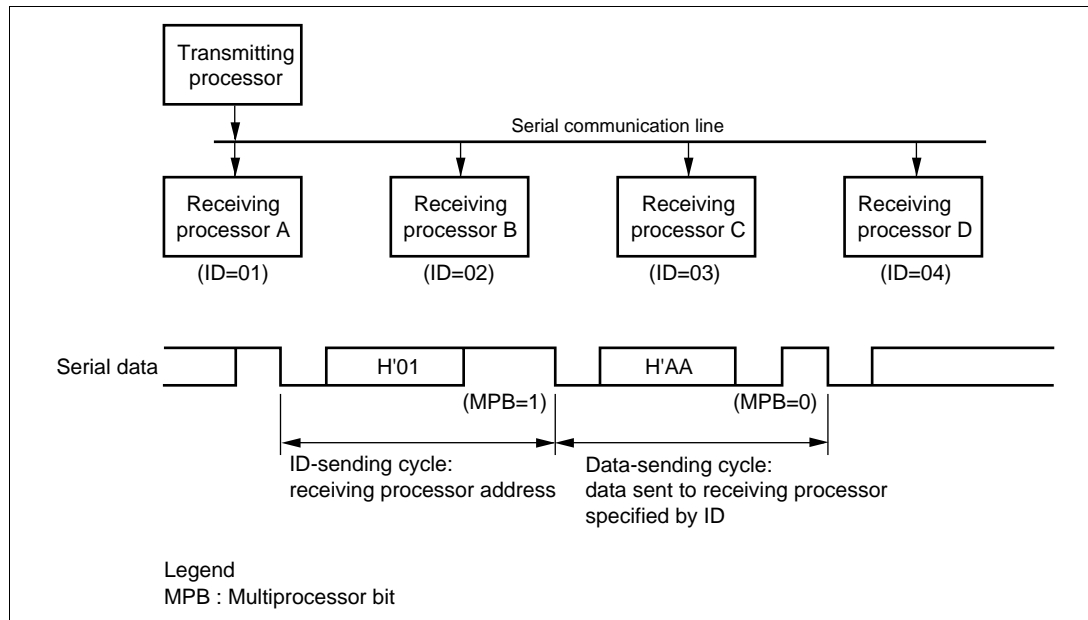 Transmitting
processor
Serial communication line
Receiving
processor A
Receiving
processor B
Receiving
processor C
Receiving
processor D
(ID=01)
(ID=02)
(ID=03)
(ID=04)
Serial data
H'01
H'AA
(MPB=1)
(MPB=0)
ID-sending cycle:
receiving processor address
Data-sending cycle:
data sent to receiving processor
specified by ID
Legend
MPB : Multiprocessor bit